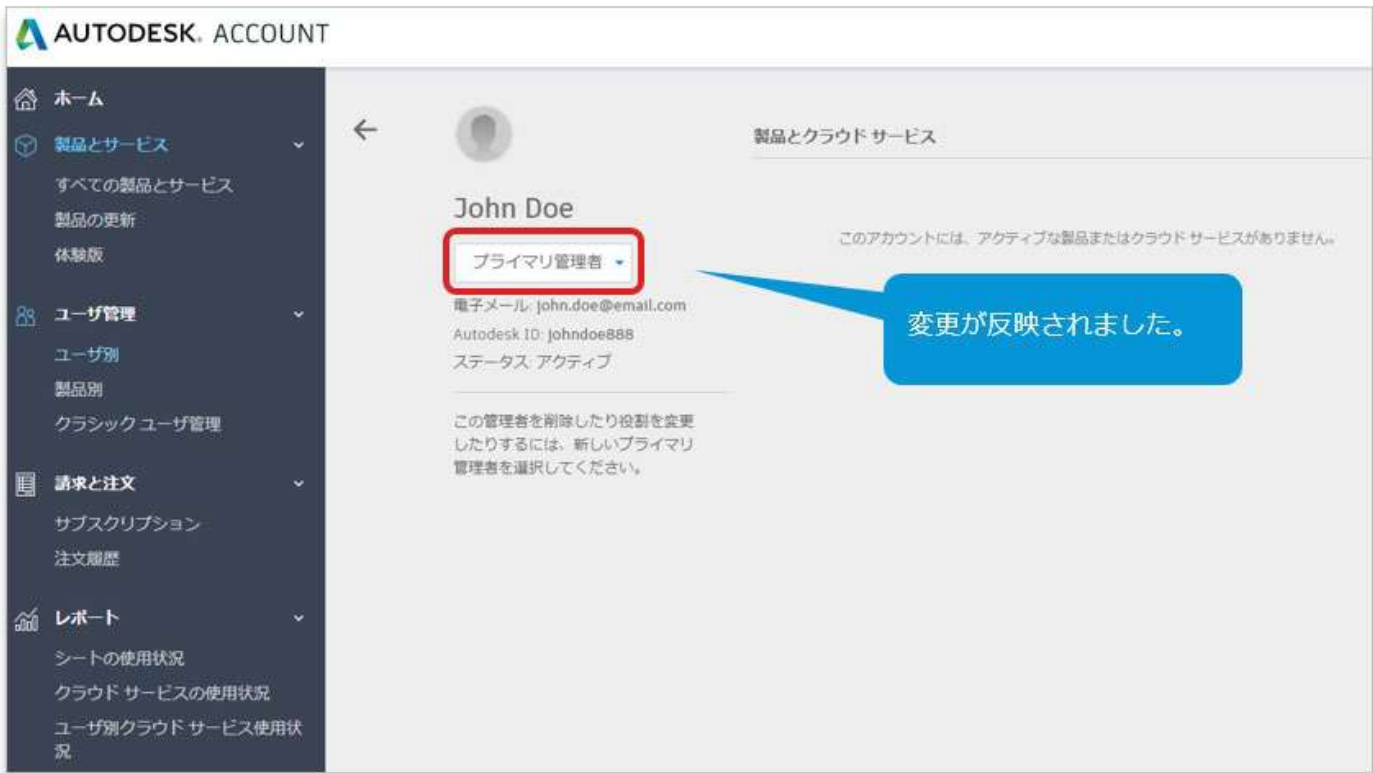 AUTODESK. ACCOUNT
ホーム
製品とサービス
すべての製品とサービス
製品の更新
体験版
ユーザ管理
ユーザ別
製品別
クラシック ユーザ管理
請求と注文
サブスクリプション
注文履歴
レポート
シートの使用状況
クラウド サービスの使用状況
ユーザ別クラウド サービス使用状
況
John Doe
プライマリ管理者
電子メール: john.doe@email.com
Autodesk ID: johndoe888
ステータス: アクティブ
この管理者を削除したり役割を変更
したりするには、新しいプライマリ
管理者を選択してください。
製品とクラウド サービス
このアカウントには、アクティブな製品またはクラウド サービスがありません。
変更が反映されました。